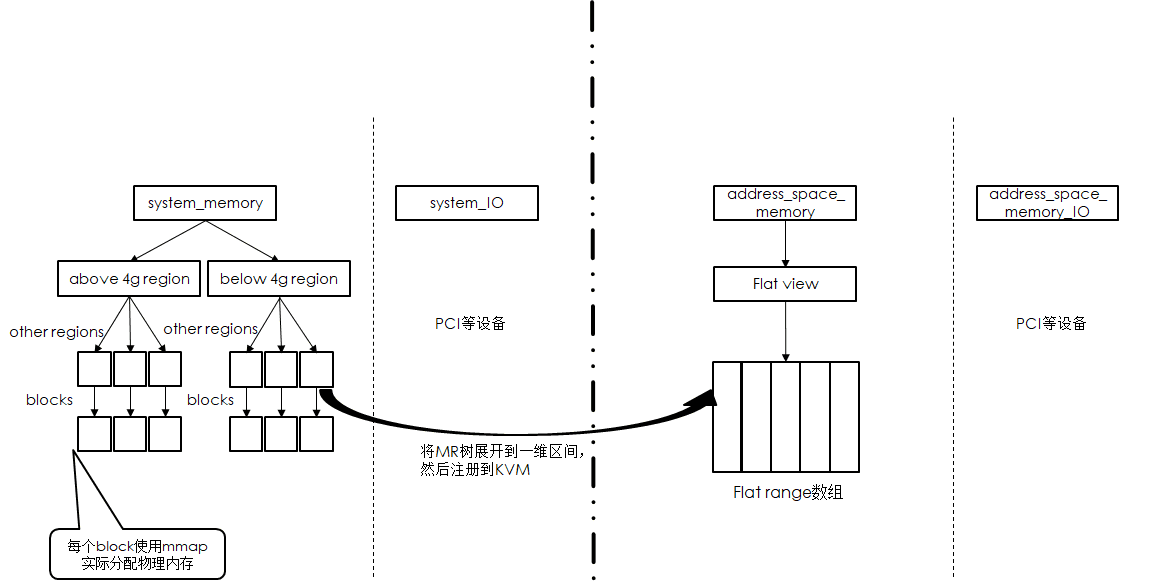 system_memory
system_IO
address_space_
memory
address_space_
memory_IO
above 4g region
below 4g region
Flat view
other regions
other regions
PCI等设备
PCI等设备
blocks
blocks
将MR树展开到一维区间，
然后注册到KVM
Flat range数组
每个block使用mmap
实际分配物理内存